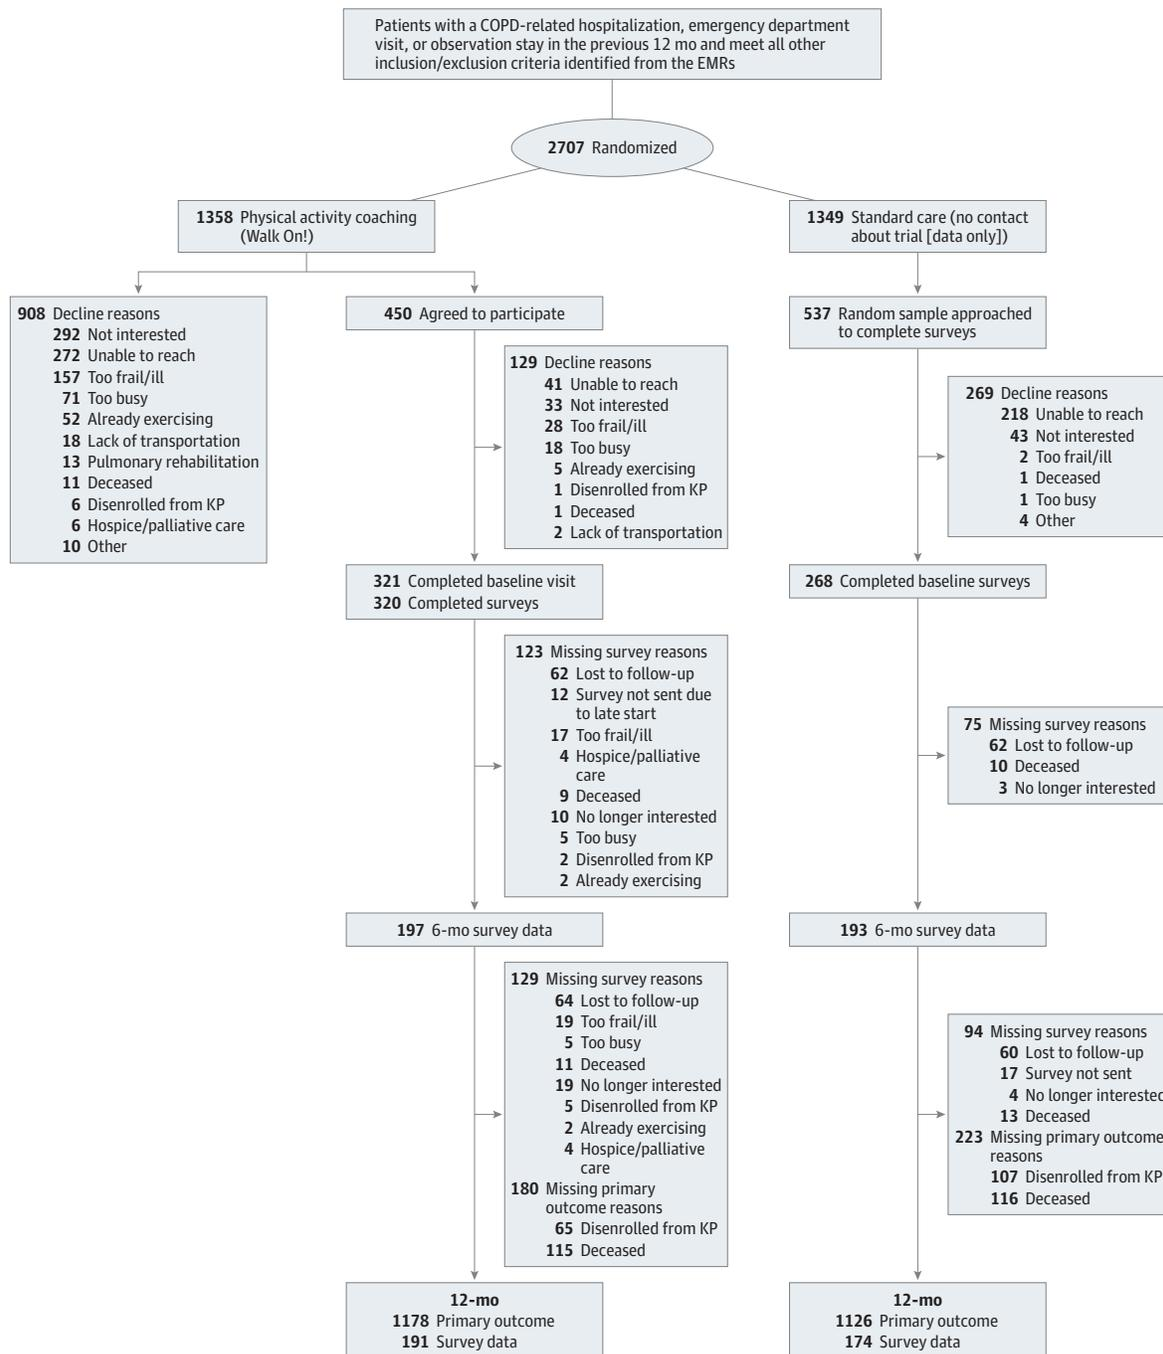 Patients with a COPD-related hospitalization, emergency department
visit, or observation stay in the previous 12 mo and meet all other
inclusion/exclusion criteria identified from the EMRs
2707 Randomized
1358 Physical activity coaching
(Walk On!)
1349 Standard care (no contact
about trial [data only])
908 Decline reasons
292 Not interested
272 Unable to reach
157 Too frail/ill
71 Too busy
52 Already exercising
18 Lack of transportation
13 Pulmonary rehabilitation
11 Deceased
6 Disenrolled from KP
6 Hospice/palliative care
10 Other
450 Agreed to participate
537 Random sample approached
to complete surveys
129 Decline reasons
41 Unable to reach
33 Not interested
28 Too frail/ill
18 Too busy
5 Already exercising
1 Disenrolled from KP
1 Deceased
2 Lack of transportation
269 Decline reasons
218 Unable to reach
43 Not interested
2 Too frail/ill
1 Deceased
1 Too busy
4 Other
321 Completed baseline visit
320 Completed surveys
268 Completed baseline surveys
123 Missing survey reasons
62 Lost to follow-up
12 Survey not sent due
to late start
17 Too frail/ill
4 Hospice/palliative
care
9 Deceased
10 No longer interested
5 Too busy
2 Disenrolled from KP
2 Already exercising
75 Missing survey reasons
62 Lost to follow-up
10 Deceased
3 No longer interested
197 6-mo survey data
193 6-mo survey data
129 Missing survey reasons
64 Lost to follow-up
19 Too frail/ill
5 Too busy
11 Deceased
19 No longer interested
5 Disenrolled from KP
2 Already exercising
4 Hospice/palliative
care
180 Missing primary
outcome reasons
65 Disenrolled from KP
115 Deceased
94 Missing survey reasons
60 Lost to follow-up
17 Survey not sent
4 No longer interested
13 Deceased
223 Missing primary outcome
reasons
107 Disenrolled from KP
116 Deceased
12-mo
1178 Primary outcome
191 Survey data
12-mo
1126 Primary outcome
174 Survey data